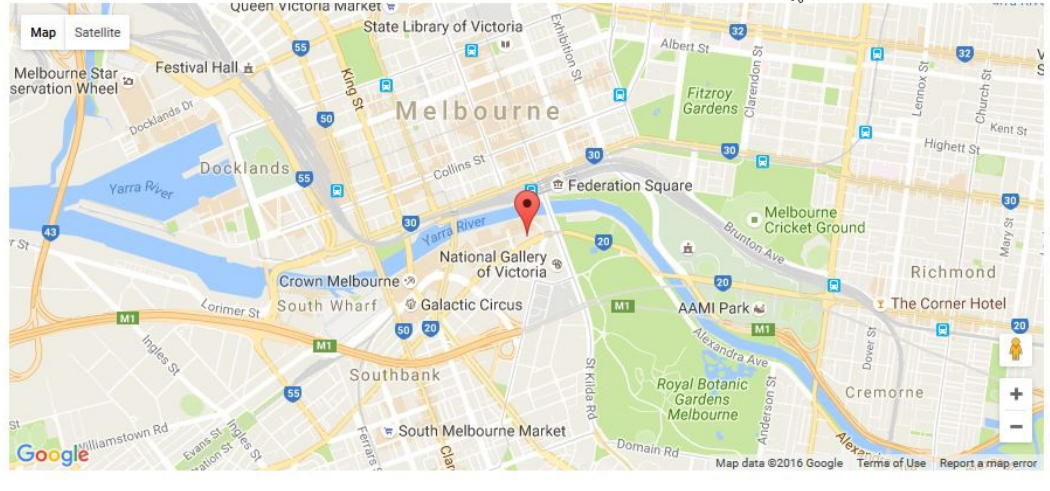 Queen Victoria Market
Map Satellite
State Library of Victoria
Exhibition St
Albert St
32
32
55
Melbourne Star
servation Wheel
Festival Hall
King St
Fitzroy
Gardens
Clarendon St
Lennox St
Church St
Docklands Dr
50
Melbourne
Kent St
Highett St
30
30
Collins St
Docklands
55
Yarra River
Federation Square
30
30
43
r St
Yarra River
20
Melbourne
Cricket Ground
Brunton Ave
Mary St
National Gallery
of Victoria
Crown Melbourne
20
Richmond
Lorimer St
South Wharf
Galactic Circus
M1
AAMI Park
The Corner Hotel
M1
M1
50
20
M1
20
Ingles St
Alexandra Ave
Dover St
Southbank
St Kilda Rd
55
Royal Botanic
Gardens
Melbourne
Anderson St
Cremorne
+
−
Williamstown Rd
Evans St
Ingles St
Ferrars
South Melbourne Market
Domain Rd
Google
Map data ©2016 Google Terms of Use Report a map error